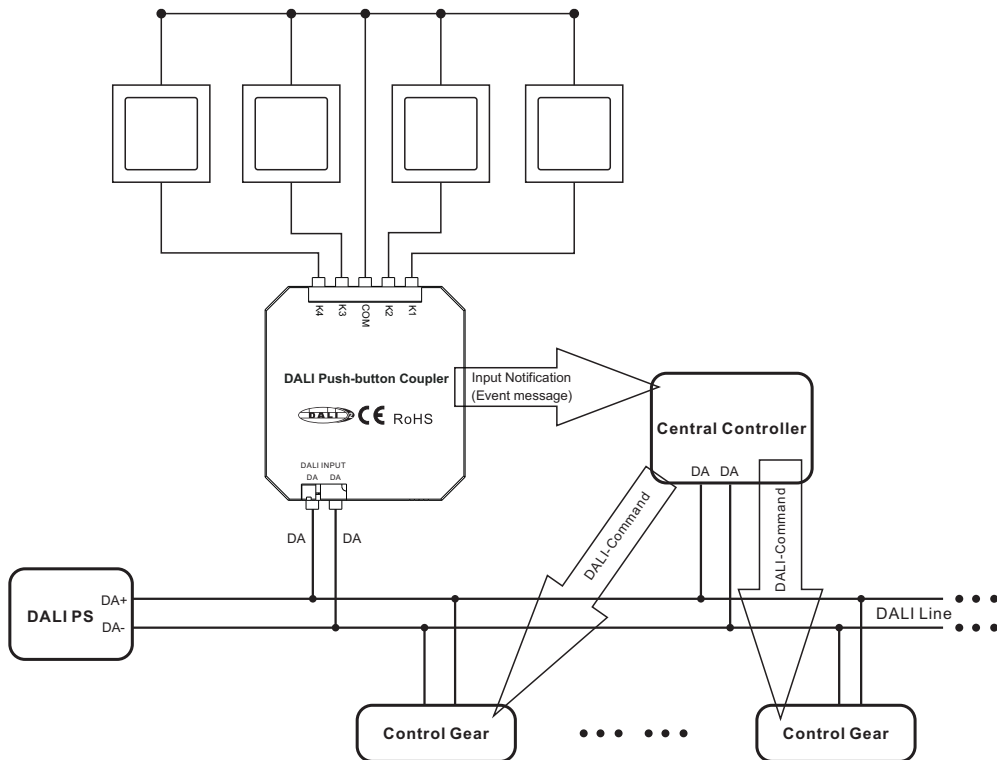 K4
K3
COM
K2
K1
DALI Push-button Coupler
DALI 2 CE RoHS
DALI INPUT
DA DA
DA DA
Input Notification
(Event message)
Central Controller
DA DA
DALI-Command
DALI-Command
DALI PS
DA+
DA-
DALI Line
Control Gear
Control Gear